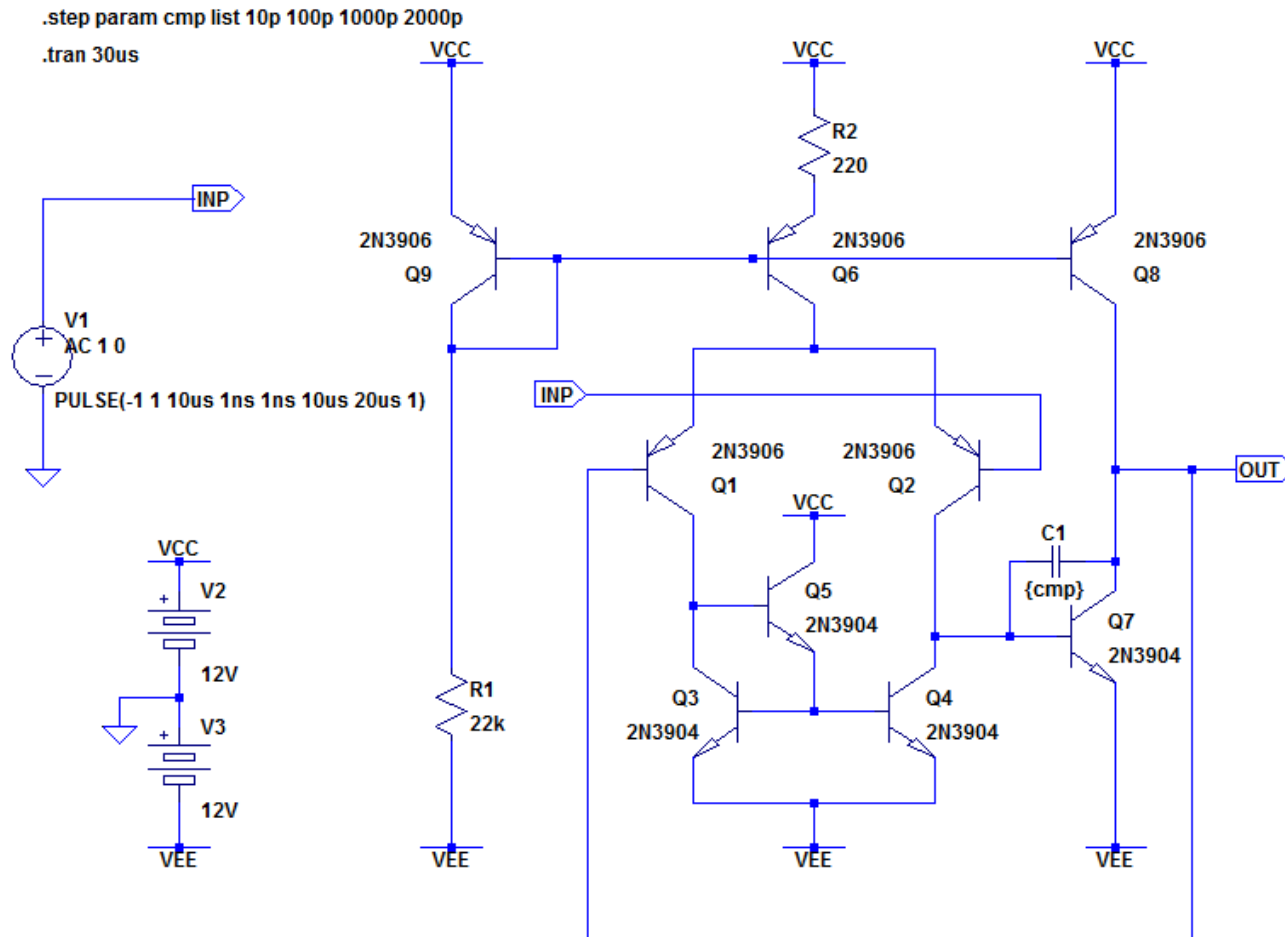 .step param cmp list 10p 100p 1000p 2000p
.tran 30us
VCC
VCC
VCC
R2
220
INP
2N3906
Q9
2N3906
Q6
2N3906
Q8
V1
AC 1 0
PULSE(-1 1 10us 1ns 1ns 10us 20us 1)
INP
2N3906
Q1
2N3906
Q2
OUT
VCC
VCC
V2
12V
V3
12V
VEE
R1
22k
VEE
Q5
2N3904
C1
{cmp}
Q7
2N3904
Q3
2N3904
Q4
2N3904
VEE
VEE